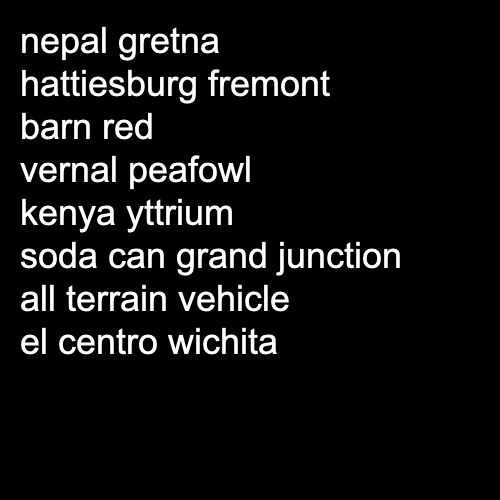 nepal gretna
hattiesburg fremont
barn red
vernal peafowl
kenya yttrium
soda can grand junction
all terrain vehicle
el centro wichita